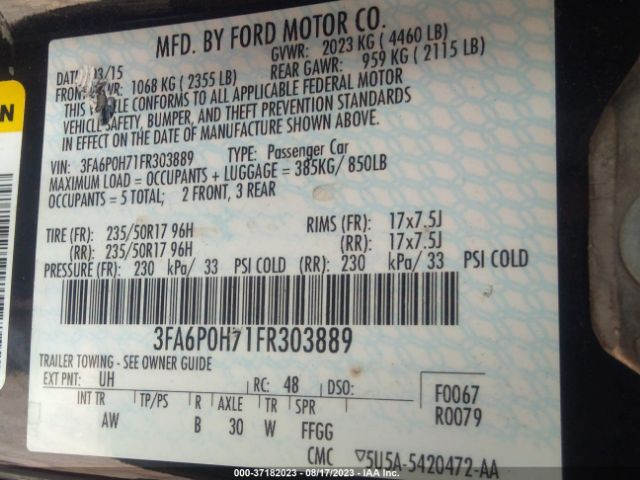 MFD. BY FORD MOTOR CO.
GVWR: 2023 KG ( 4460 LB)
REAR GAWR: 959 KG ( 2115 LB)
3/15
FRONT 1068 KG ( 2355 LB)
THIS CONFORMS TO ALL APPLICABLE FEDERAL MOTOR
VEHICLE SAFETY, BUMPER, AND THEFT PREVENTION STANDARDS
IN EFFECT ON THE DATE OF MANUFACTURE SHOWN ABOVE.
VIN: 3FA6P0H71FR303889 TYPE: Passenger Car
MAXIMUM LOAD = OCCUPANTS + LUGGAGE = 385KG/ 850LB
OCCUPANTS = 5 TOTAL; 2 FRONT, 3 REAR
TIRE (FR): 235/50R17 96H RIMS (FR): 17x7.5J
(RR): 235/50R17 96H (RR): 17x7.5J
PRESSURE (FR): 230 kPa/ 33 PSI COLD (RR): 230 kPa/ 33 PSI COLD
3FA6P0H71FR303889
TRAILER TOWING - SEE OWNER GUIDE
EXT PNT: UH RC: 48 DSO: F0067
INT TR TP/PS R AXLE TR SPR R0079
AW B 30 W FFGG
CMC ▽5U5A-5420472-AA
000-37182023 - 08/17/2023 - IAA Inc.